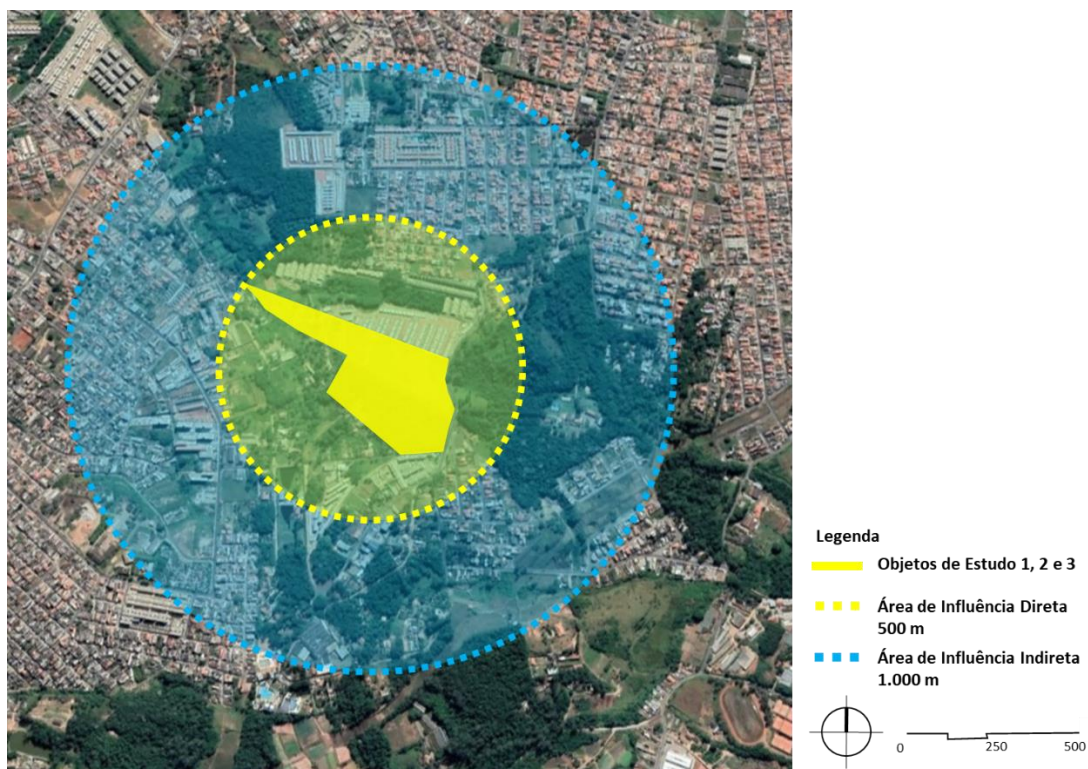 Legenda
Objetos de Estudo 1, 2 e 3
Área de Influência Direta
500 m
Área de Influência Indireta
1.000 m
0 250 500